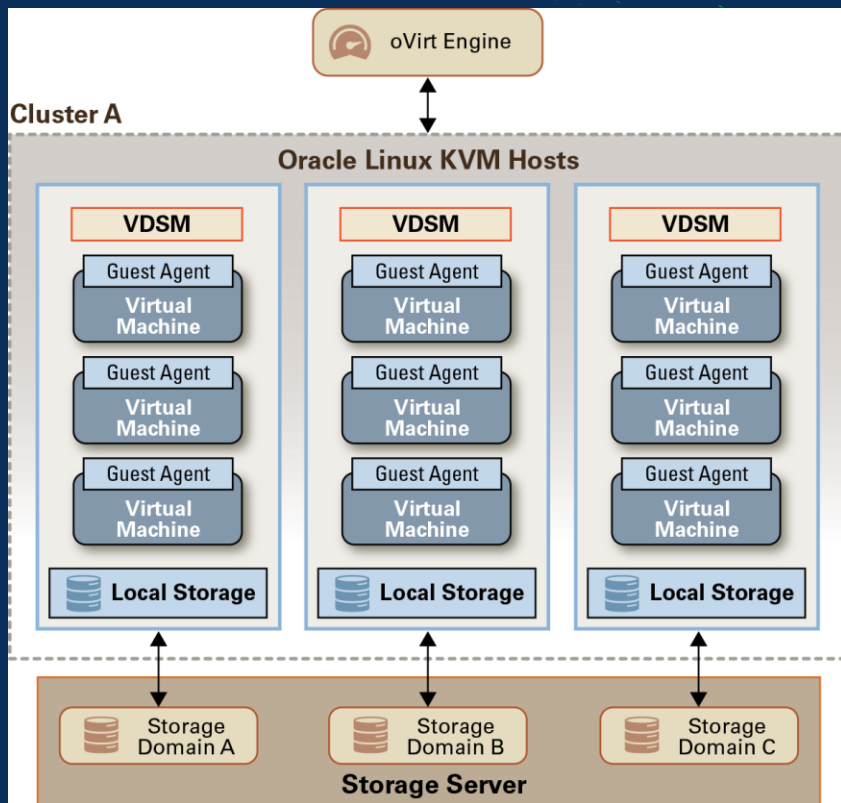 oVirt Engine
Cluster A
Oracle Linux KVM Hosts
VDSM
Guest Agent
Virtual
Machine
Guest Agent
Virtual
Machine
Guest Agent
Virtual
Machine
Local Storage
VDSM
Guest Agent
Virtual
Machine
Guest Agent
Virtual
Machine
Guest Agent
Virtual
Machine
Local Storage
VDSM
Guest Agent
Virtual
Machine
Guest Agent
Virtual
Machine
Guest Agent
Virtual
Machine
Local Storage
Storage
Domain A
Storage
Domain B
Storage
Domain C
Storage Server